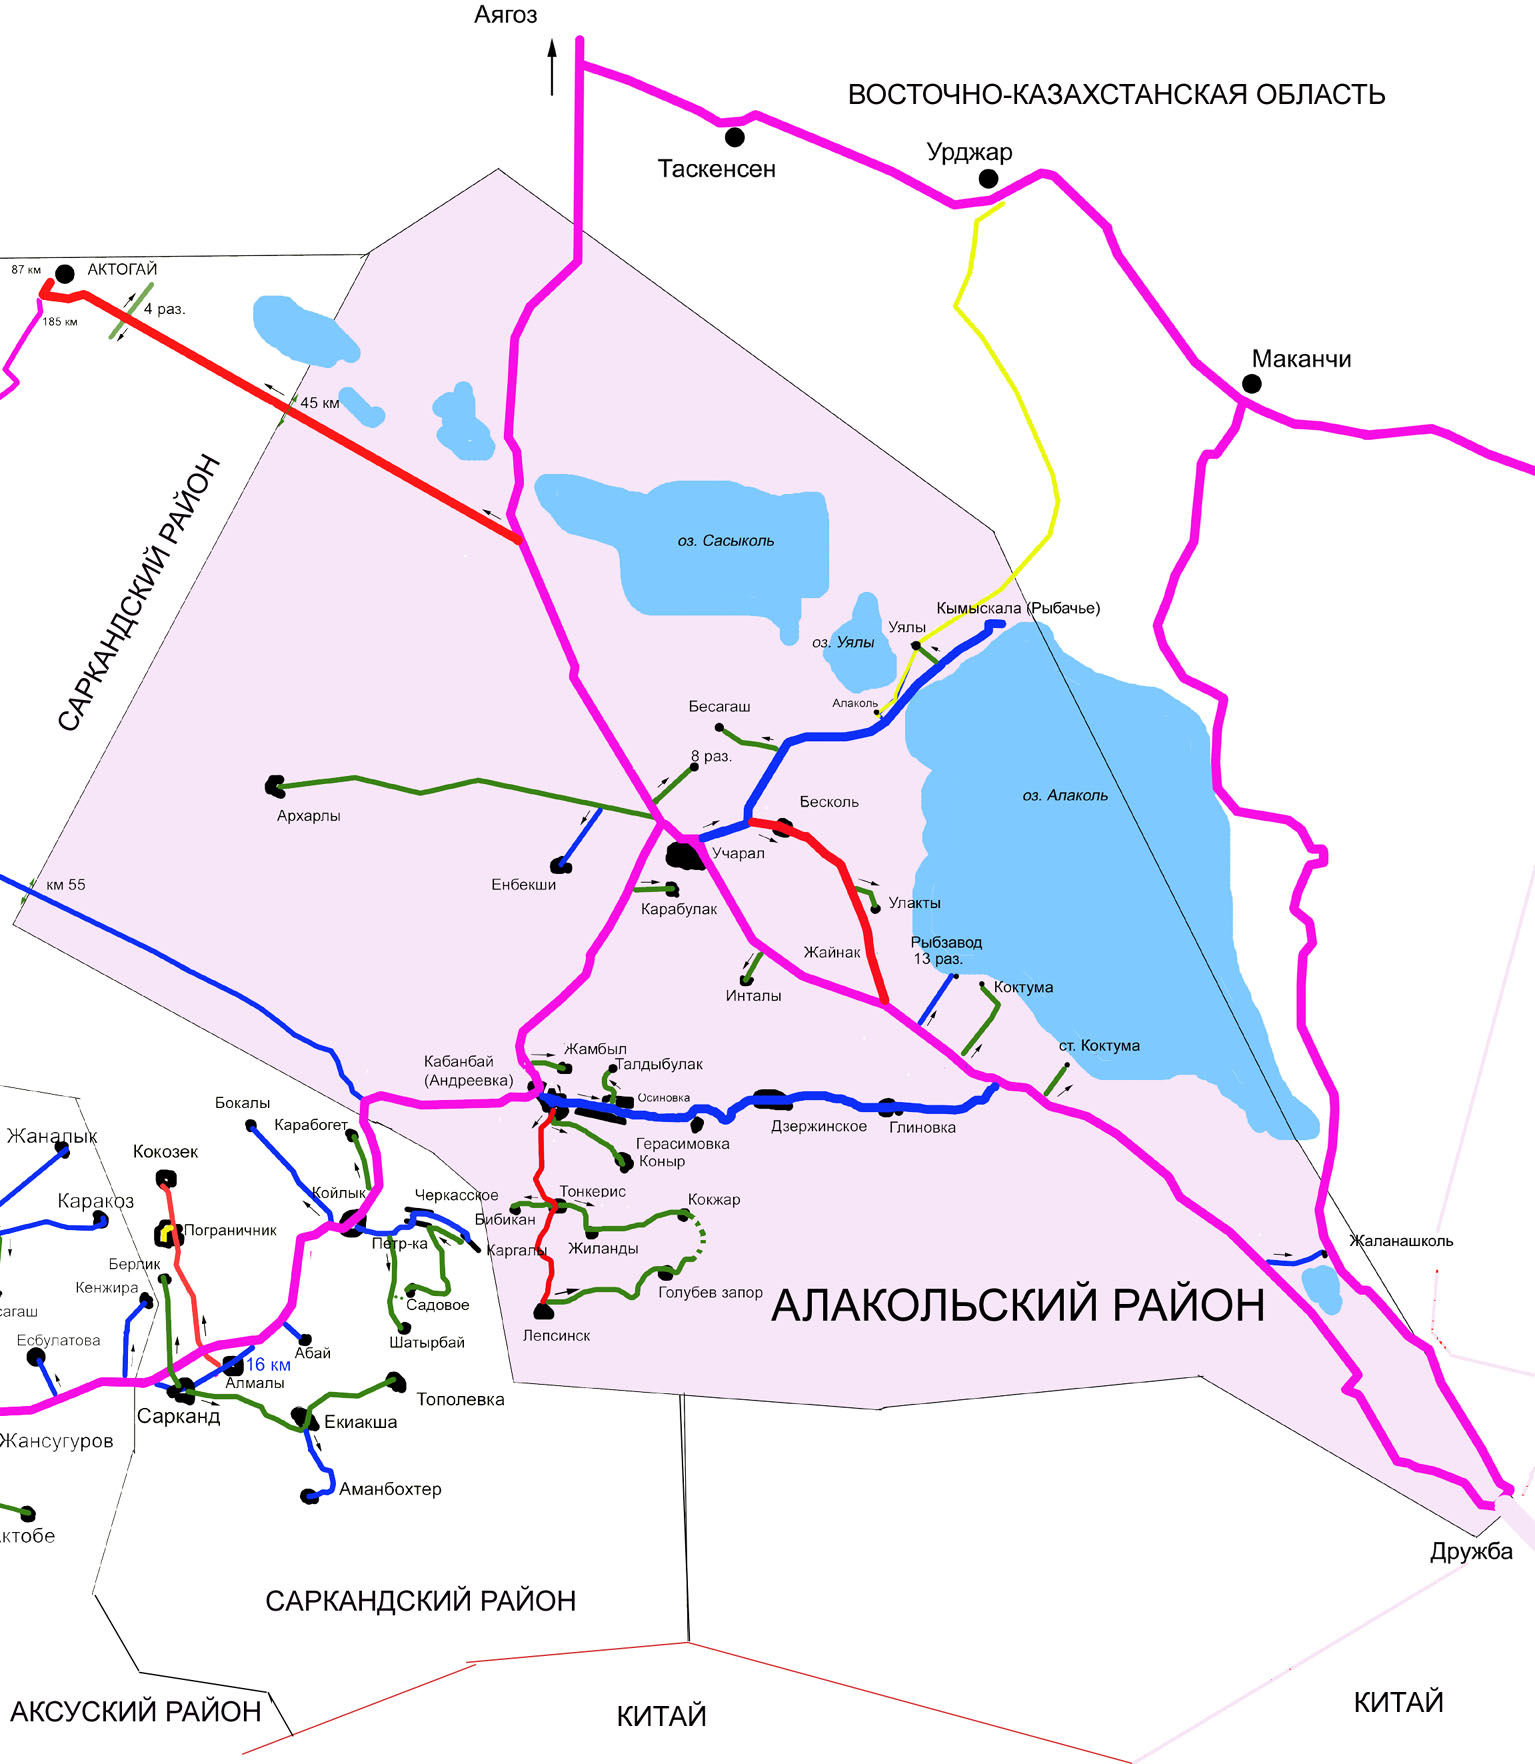 Аягоз
ВОСТОЧНО-КАЗАХСТАНСКАЯ ОБЛАСТЬ
Таскенсен
Урджар
87 км
АКТОГАЙ
4 раз.
185 км
Маканчи
45 км
САРКАНДСКИЙ РАЙОН
оз. Сасыколь
Кымыскала (Рыбачье)
Уялы
оз. Уялы
Алаколь
Бесагаш
8 раз.
оз. Алаколь
Бесколь
Архарлы
Учарал
Енбекши
км 55
Карабулак
Улакты
Рыбзавод
13 раз.
Жайнак
Инталы
Коктума
ст. Коктума
Жамбыл
Кабанбай
(Андреевка)
Талдыбулак
Осиновка
Бокалы
Карабогет
Дзержинское
Глиновка
Герасимовка
Жаналык
Кокозек
Коныр
Койлык
Черкасское
Тонкерис
Кокжар
Каракоз
Бибикан
Пограничник
Петр-ка
Каргалы
Жиланды
Жаланашколь
Берлик
Кенжира
Голубев запор
сагаш
Садовое
АЛАКОЛЬСКИЙ РАЙОН
Лепсинск
Есбулатова
Шатырбай
Абай
16 км
Алмалы
Тополевка
Сарканд
Екиакша
Жансугуров
Аманбохтер
ктобе
Дружба
САРКАНДСКИЙ РАЙОН
АКСУСКИЙ РАЙОН
КИТАЙ
КИТАЙ